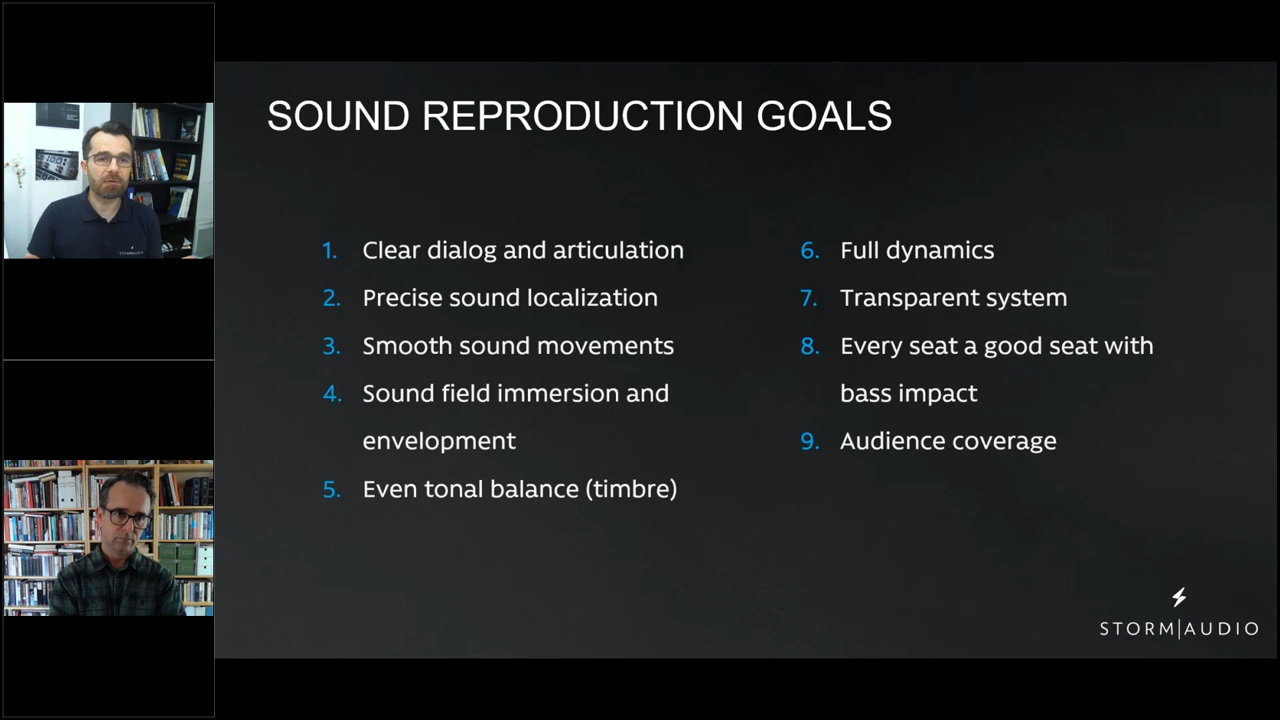 SOUND REPRODUCTION GOALS
1. Clear dialog and articulation
2. Precise sound localization
3. Smooth sound movements
4. Sound field immersion and
envelopment
5. Even tonal balance (timbre)
6. Full dynamics
7. Transparent system
8. Every seat a good seat with
bass impact
9. Audience coverage
STORM|AUDIO